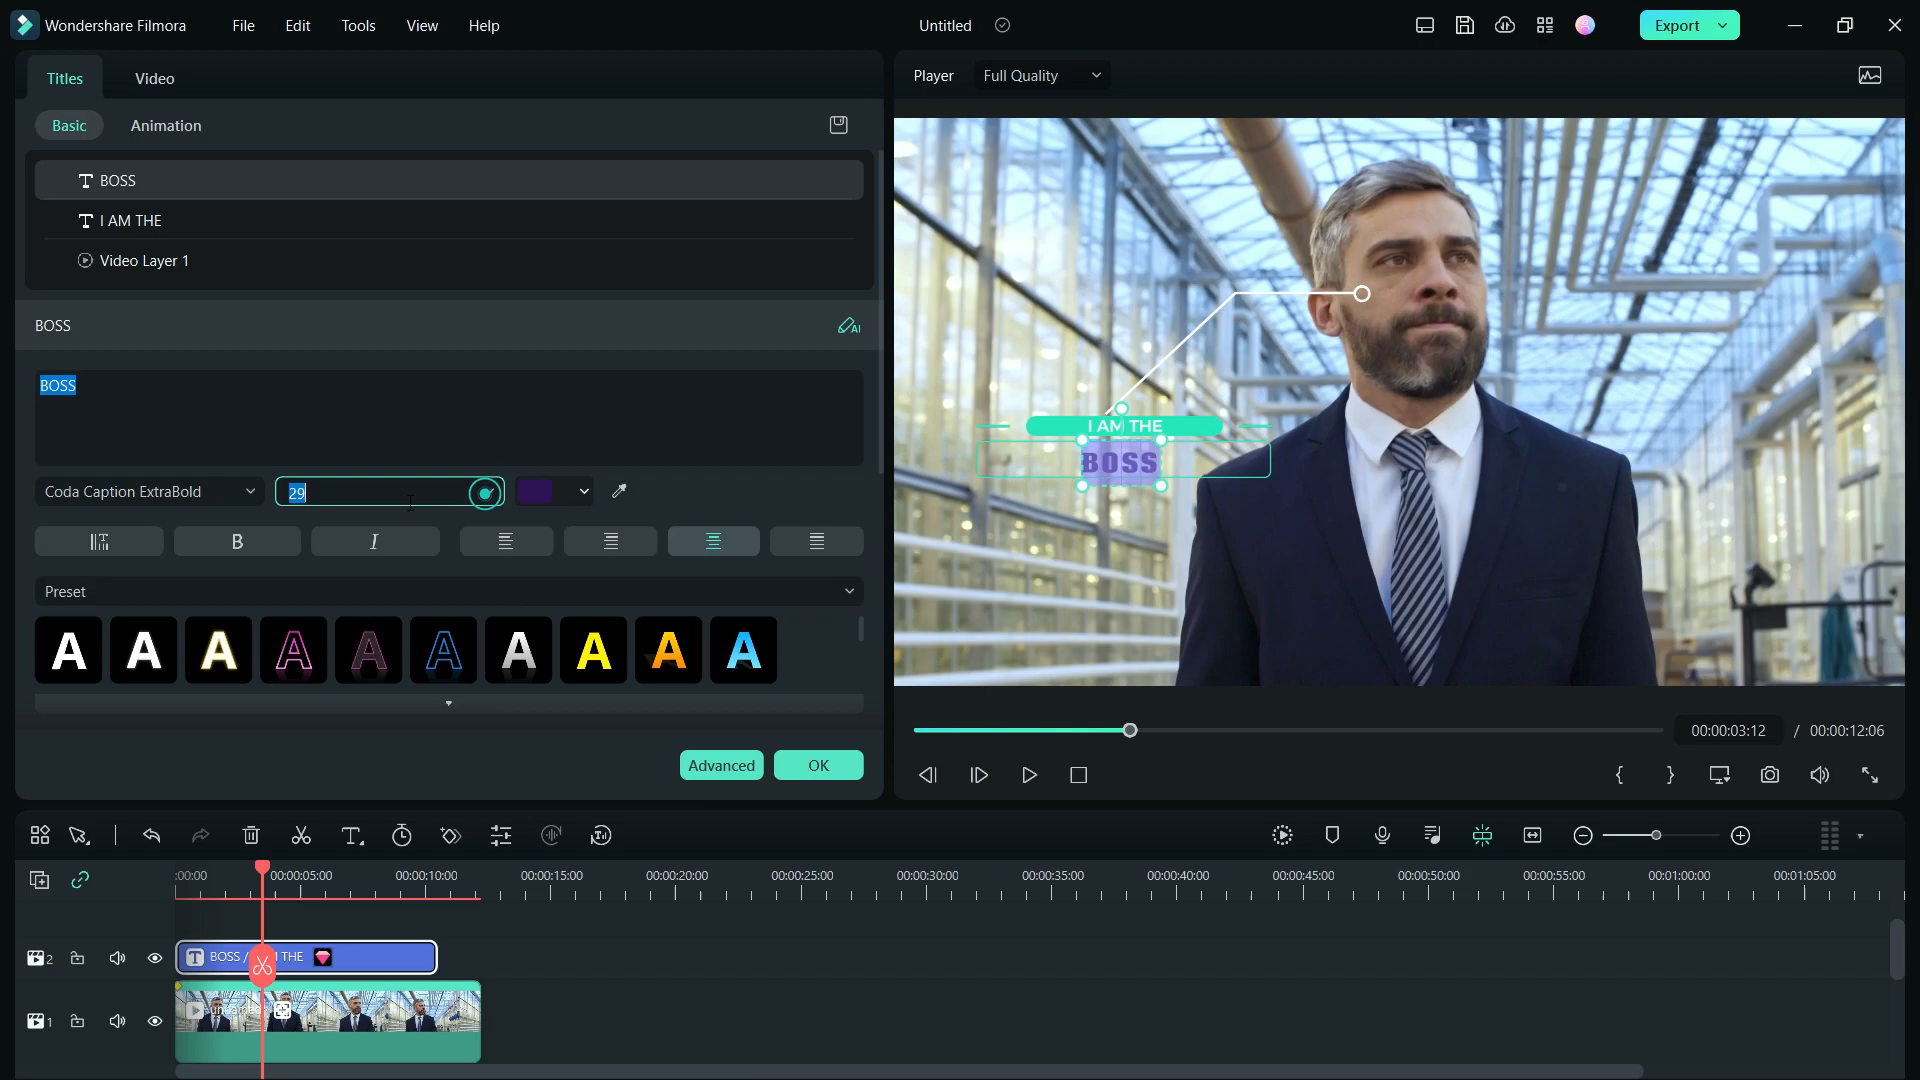 Wondershare Filmora File Edit Tools View Help Untitled Export
Titles Video
Player Full Quality
Basic Animation
BOSS
I AM THE
Video Layer 1
BOSS
BOSS
Coda Caption ExtraBold 29
B I
Preset
A A A A A A A A A A
Advanced OK
I AM THE
BOSS
00:00:03:12 / 00:00:12:06
:00:00 00:00:05:00 00:00:10:00 00:00:15:00 00:00:20:00 00:00:25:00 00:00:30:00 00:00:35:00 00:00:40:00 00:00:45:00 00:00:50:00 00:00:55:00 00:01:00:00 00:01:05:00
2 BOSS / THE
1